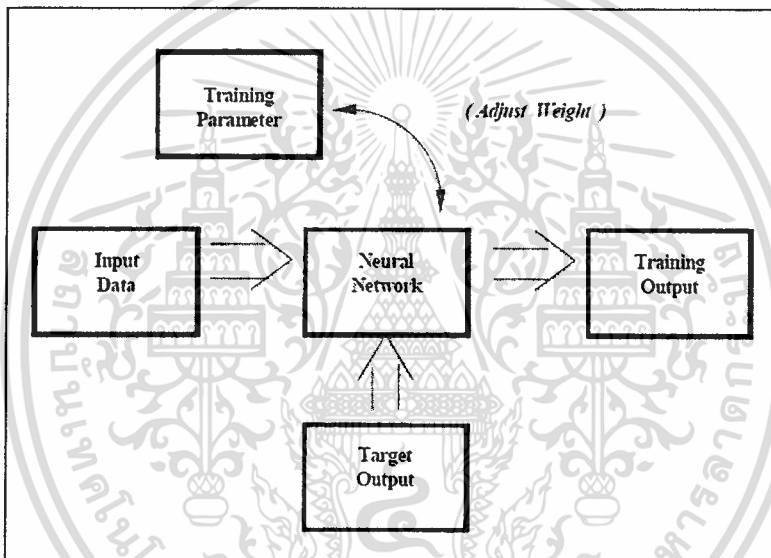 Training
Parameter
( Adjust Weight )
Input
Data
Neural
Network
Training
Output
Target
Output